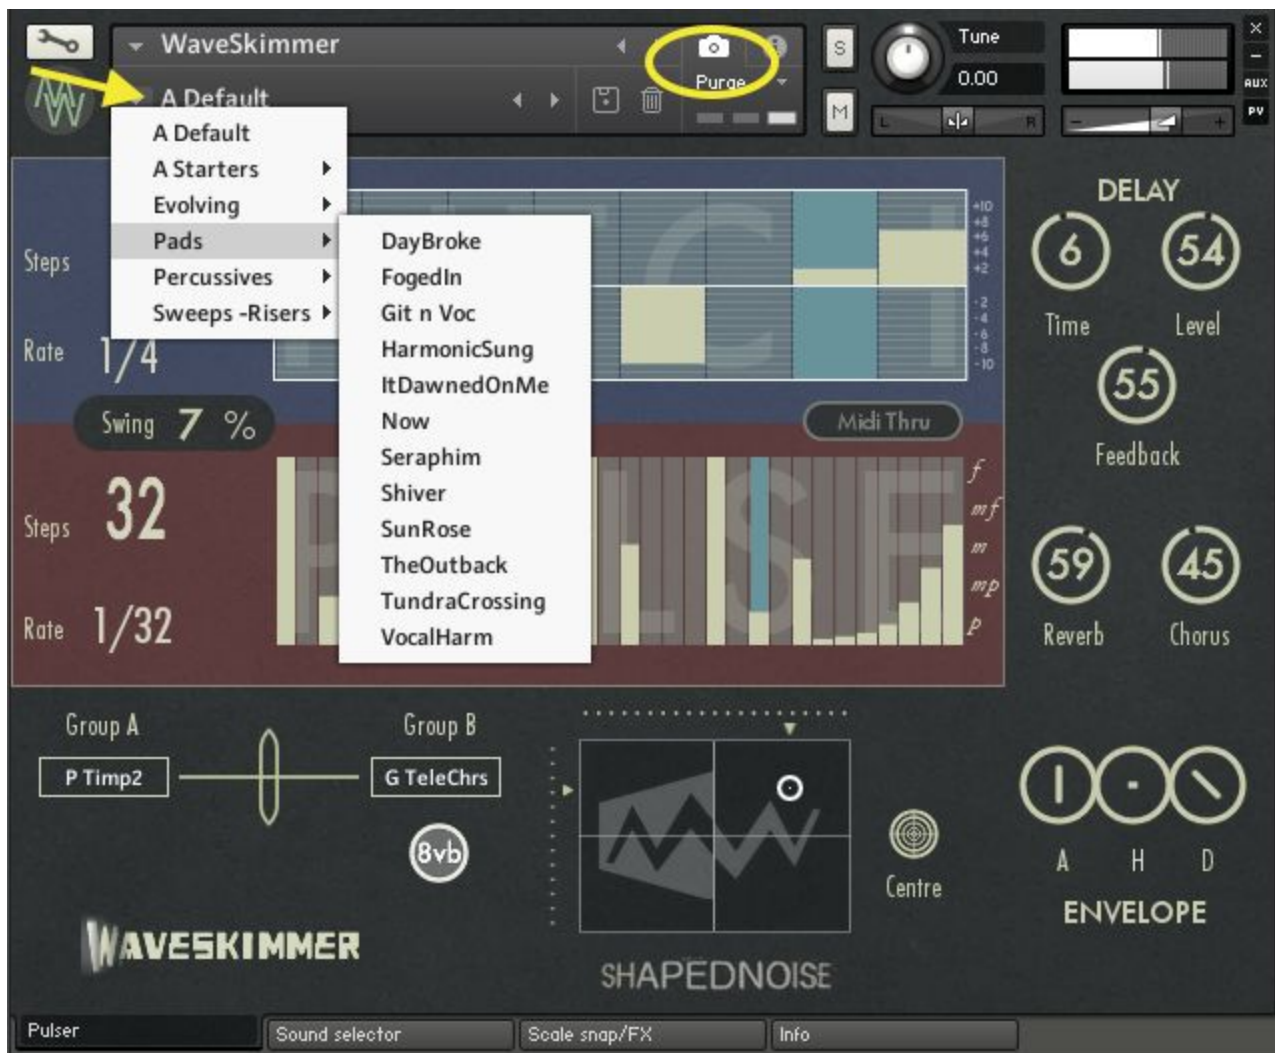 WaveSkimmer
S
Tune
X
-
Purge
0.00
AUX
A Default
M
L
R
-
+
PV
A Default
A Starters
Evolving
Pads
Percussives
Sweeps -Risers
DayBroke
FogedIn
Git n Voc
HarmonicSung
ItDawnedOnMe
Now
Seraphim
Shiver
SunRose
TheOutback
TundraCrossing
VocalHarm
Steps
Rate 1/4
+10
+8
+6
+4
+2
-2
-4
-6
-8
-10
Swing 7 %
Midi Thru
Steps 32
Rate 1/32
f
mf
m
mp
p
DELAY
6
54
Time
Level
55
Feedback
59
45
Reverb
Chorus
Group A
Group B
P Timp2
G TeleChrs
8vb
Centre
A
H
D
ENVELOPE
WAVESKIMMER
SHAPEDNOISE
Pulser
Sound selector
Scale snap/FX
Info